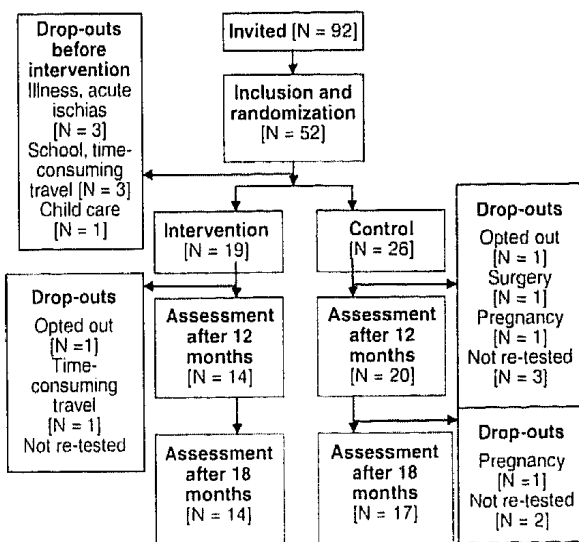 Drop-outs
before
intervention
Illness, acute
ischias
[N = 3]
School, time-
consuming
travel [N = 3]
Child care
[N = 1]
Invited [N = 92]
Inclusion and
randomization
[N = 52]
Intervention
[N = 19]
Control
[N = 26]
Drop-outs
Opted out
[N =1]
Time-
consuming
travel
[N = 1]
Not re-tested
Assessment
after 12
months
[N = 14]
Assessment
after 12
months
[N = 20]
Drop-outs
Opted out
[N = 1]
Surgery
[N = 1]
Pregnancy
[N = 1]
Not re-tested
[N = 3]
Assessment
after 18
months
[N = 14]
Assessment
after 18
months
[N = 17]
Drop-outs
Pregnancy
[N =1]
Not re-tested
[N = 2]